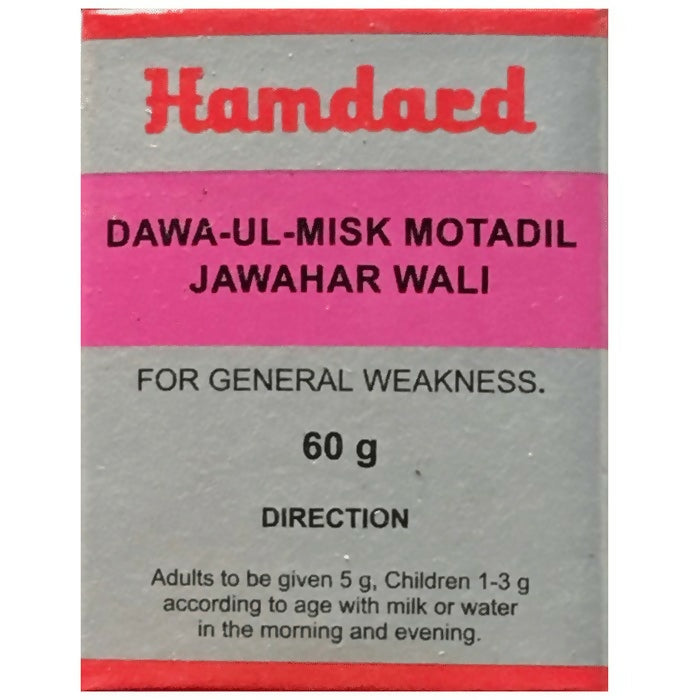 Hamdard
DAWA-UL-MISK MOTADIL
JAWAHAR WALI
FOR GENERAL WEAKNESS.
60 g
DIRECTION
Adults to be given 5 g, Children 1-3 g
according to age with milk or water
in the morning and evening.